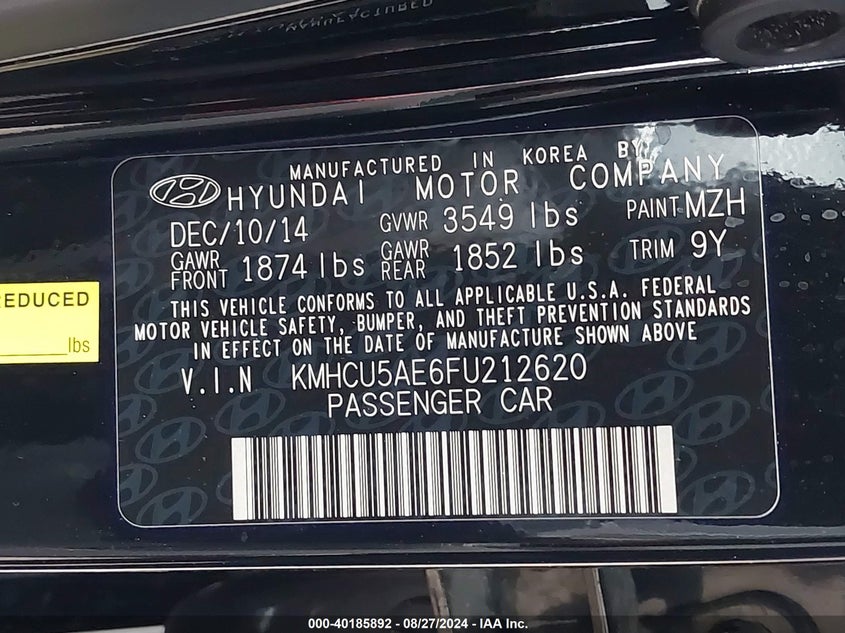 MANUFACTURED IN KOREA BY
HYUNDAI MOTOR COMPANY
DEC/10/14 GVWR 3549 lbs PAINT MZH
GAWR FRONT 1874 lbs GAWR REAR 1852 lbs TRIM 9Y
THIS VEHICLE CONFORMS TO ALL APPLICABLE U.S.A. FEDERAL
MOTOR VEHICLE SAFETY, BUMPER, AND THEFT PREVENTION STANDARDS
IN EFFECT ON THE DATE OF MANUFACTURE SHOWN ABOVE
V.I.N KMHCU5AE6FU212620
PASSENGER CAR
REDUCED
lbs
000-40185892 - 08/27/2024 - IAA Inc.